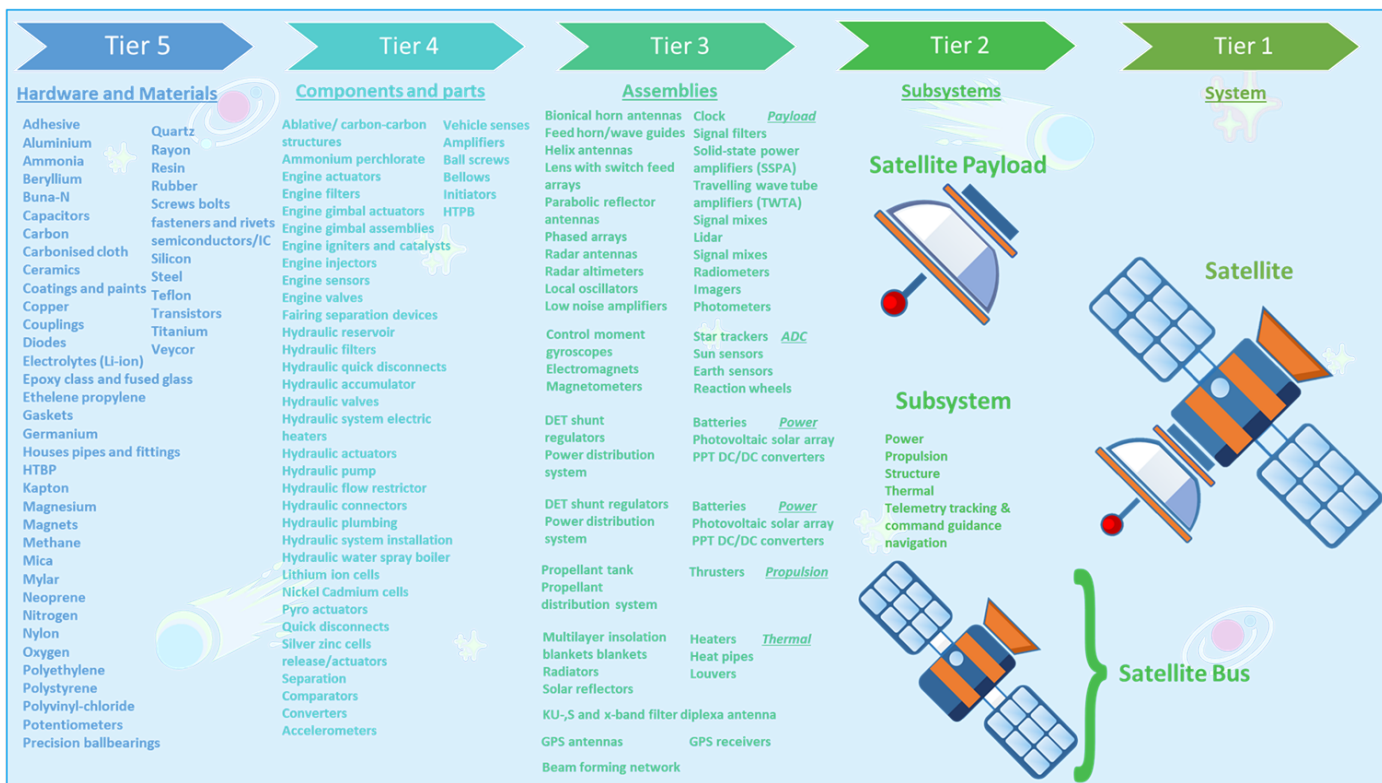 Tier 5
Tier 4
Tier 3
Tier 2
Tier 1
Hardware and Materials
Adhesive
Aluminium
Ammonia
Beryllium
Buna-N
Capacitors
Carbon
Carbonised cloth
Ceramics
Coatings and paints
Copper
Couplings
Diodes
Electrolytes (Li-ion)
Epoxy class and fused glass
Ethelene propylene
Gaskets
Germanium
Houses pipes and fittings
HTBP
Kapton
Magnesium
Magnets
Methane
Mica
Mylar
Neoprene
Nitrogen
Nylon
Oxygen
Polyethylene
Polystyrene
Polyvinyl-chloride
Potentiometers
Precision ballbearings
Quartz
Rayon
Resin
Rubber
Screws bolts
fasteners and rivets
semiconductors/IC
Silicon
Steel
Teflon
Transistors
Titanium
Veycor
Components and parts
Ablative/ carbon-carbon
structures
Ammonium perchlorate
Engine actuators
Engine filters
Engine gimbal actuators
Engine gimbal assemblies
Engine igniters and catalysts
Engine injectors
Engine sensors
Engine valves
Fairing separation devices
Hydraulic reservoir
Hydraulic filters
Hydraulic quick disconnects
Hydraulic accumulator
Hydraulic valves
Hydraulic system electric
heaters
Hydraulic actuators
Hydraulic pump
Hydraulic flow restrictor
Hydraulic connectors
Hydraulic plumbing
Hydraulic system installation
Hydraulic water spray boiler
Lithium ion cells
Nickel Cadmium cells
Pyro actuators
Quick disconnects
Silver zinc cells
release/actuators
Separation
Comparators
Converters
Accelerometers
Vehicle senses
Amplifiers
Ball screws
Bellows
Initiators
HTPB
Assemblies
Bionical horn antennas
Feed horn/wave guides
Helix antennas
Lens with switch feed
arrays
Parabolic reflector
antennas
Phased arrays
Radar antennas
Radar altimeters
Local oscillators
Low noise amplifiers
Clock Payload
Signal filters
Solid-state power
amplifiers (SSPA)
Travelling wave tube
amplifiers (TWTA)
Signal mixes
Lidar
Signal mixes
Radiometers
Imagers
Photometers
Control moment
gyroscopes
Electromagnets
Magnetometers
Star trackers ADC
Sun sensors
Earth sensors
Reaction wheels
DET shunt
regulators
Power distribution
system
Batteries Power
Photovoltaic solar array
PPT DC/DC converters
DET shunt regulators
Power distribution
system
Batteries Power
Photovoltaic solar array
PPT DC/DC converters
Propellant tank
Propellant
distribution system
Thrusters Propulsion
Multilayer insolation
blankets blankets
Radiators
Solar reflectors
Heaters Thermal
Heat pipes
Louvers
KU-,S and x-band filter diplexa antenna
GPS antennas GPS receivers
Beam forming network
Subsystems
Satellite Payload
Subsystem
Power
Propulsion
Structure
Thermal
Telemetry tracking &
command guidance
navigation
Satellite Bus
System
Satellite